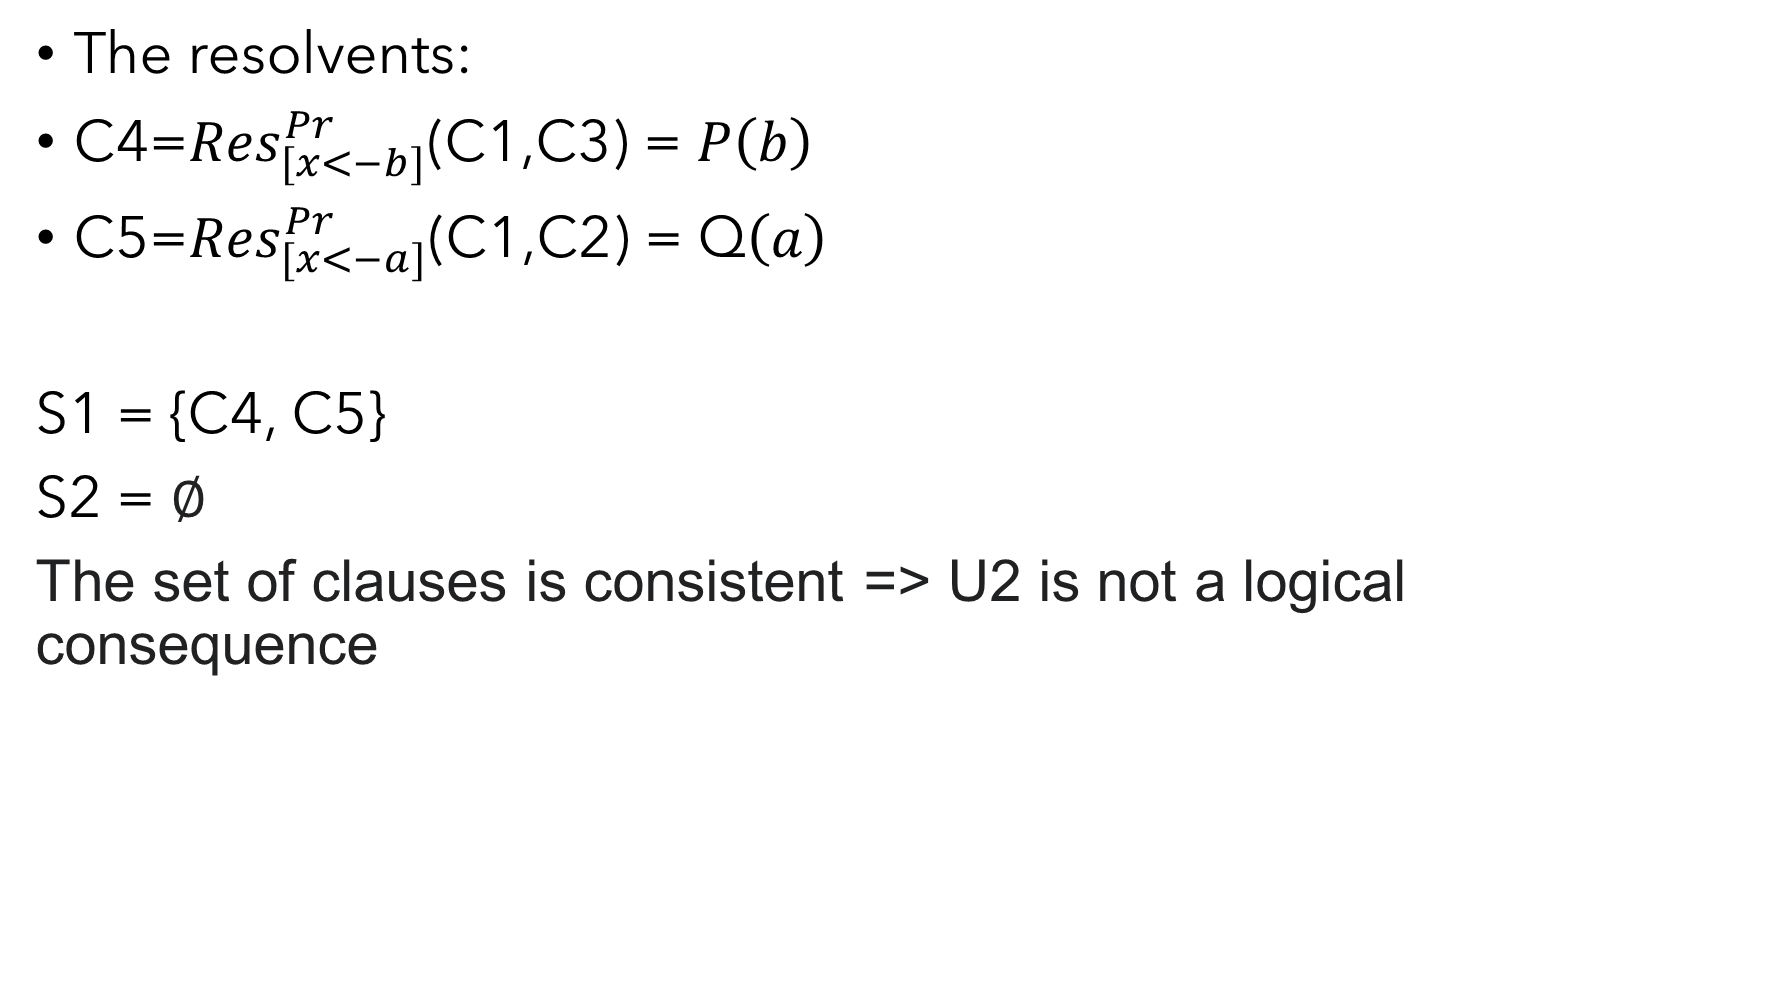 • The resolvents:
• C4=𝑅𝑒𝑠^{𝑃𝑟}_{[𝑥<−𝑏]}(C1,C3) = 𝑃(𝑏)
• C5=𝑅𝑒𝑠^{𝑃𝑟}_{[𝑥<−𝑎]}(C1,C2) = Q(𝑎)
S1 = {C4, C5}
S2 = ∅
The set of clauses is consistent => U2 is not a logical
consequence